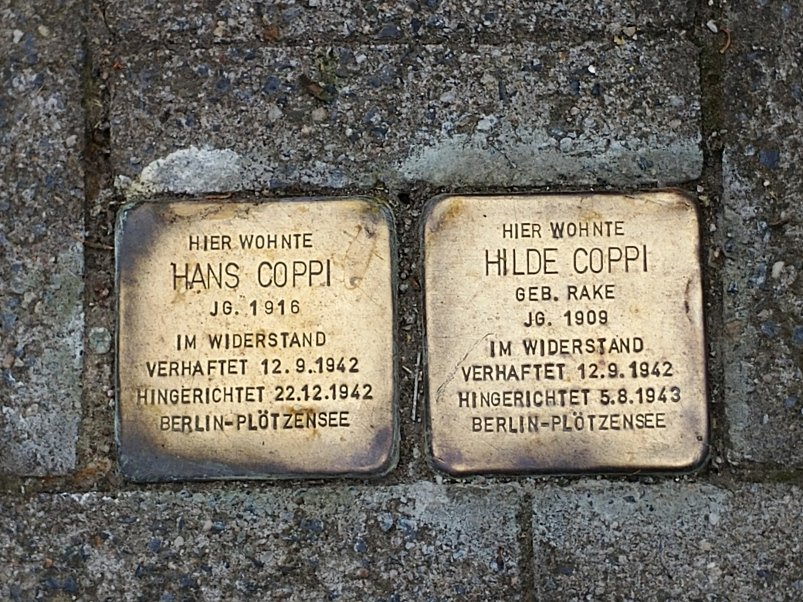 HIER WOHNTE
HANS COPPI
JG. 1916
IM WIDERSTAND
VERHAFTET 12.9.1942
HINGERICHTET 22.12.1942
BERLIN-PLÖTZENSEE
HIER WOHNTE
HILDE COPPI
GEB. RAKE
JG. 1909
IM WIDERSTAND
VERHAFTET 12.9.1942
HINGERICHTET 5.8.1943
BERLIN-PLÖTZENSEE